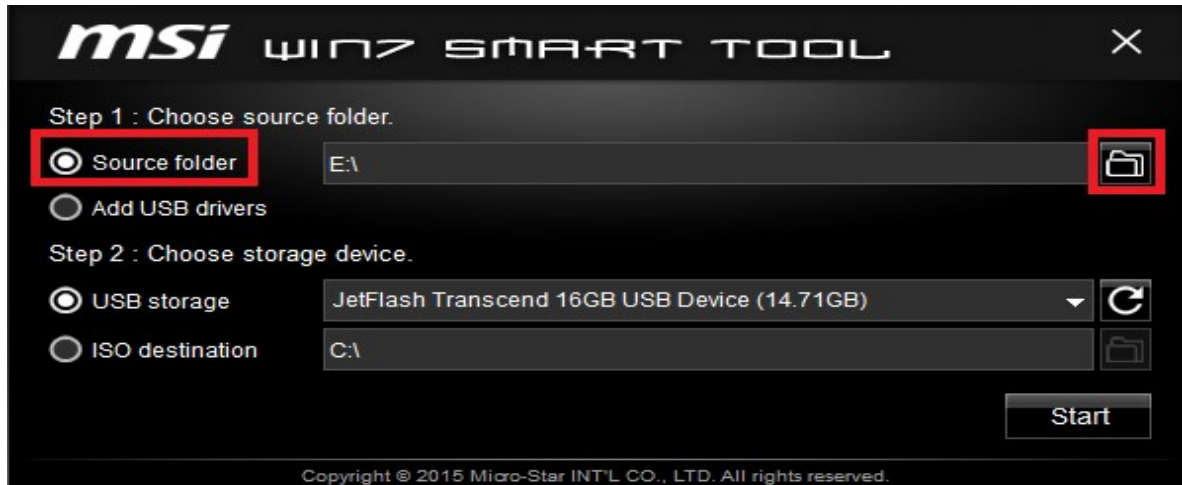 msi WIN7 SMART TOOL
Step 1 : Choose source folder.
Source folder E:\
Add USB drivers
Step 2 : Choose storage device.
USB storage JetFlash Transcend 16GB USB Device (14.71GB)
ISO destination C:\
Start
Copyright © 2015 Micro-Star INT'L CO., LTD. All rights reserved.